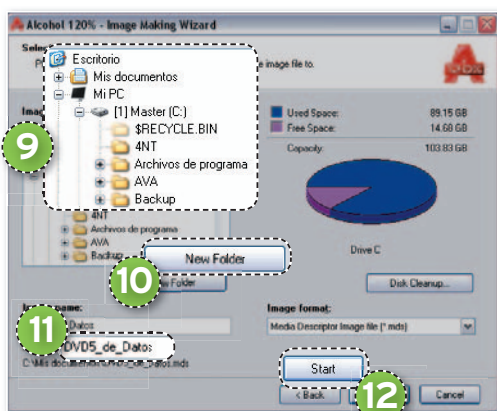 Alcohol 120% - Image Making Wizard
e image file to.
Escritorio
Mis documentos
Mi PC
[1] Master (C:)
$RECYCLE.BIN
4NT
Archivos de programa
AVA
Backup
9
4NT
Archivos de programa
AVA
Backup
Used Space: 89.15 GB
Free Space: 14.68 GB
Capacity: 103.83 GB
Drive C
New Folder
10
Folder
Disk Cleanup...
name:
Datos
11
DVD5_de_Datos
Image format:
Media Descriptor Image file (*.mds)
Start
12
< Back
Cancel